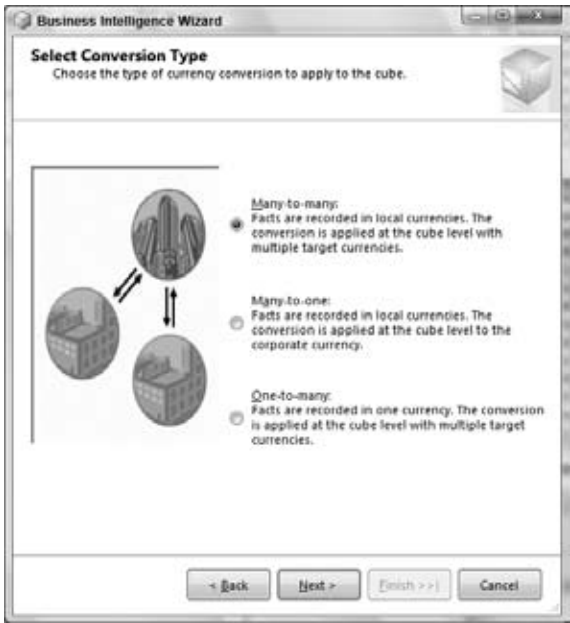 Business Intelligence Wizard
Select Conversion Type
Choose the type of currency conversion to apply to the cube.
Many-to-many:
Facts are recorded in local currencies. The
conversion is applied at the cube level with
multiple target currencies.
Many-to-one:
Facts are recorded in local currencies. The
conversion is applied at the cube level to the
corporate currency.
One-to-many:
Facts are recorded in one currency. The conversion
is applied at the cube level with multiple target
currencies.
< Back
Next >
Finish >>|
Cancel